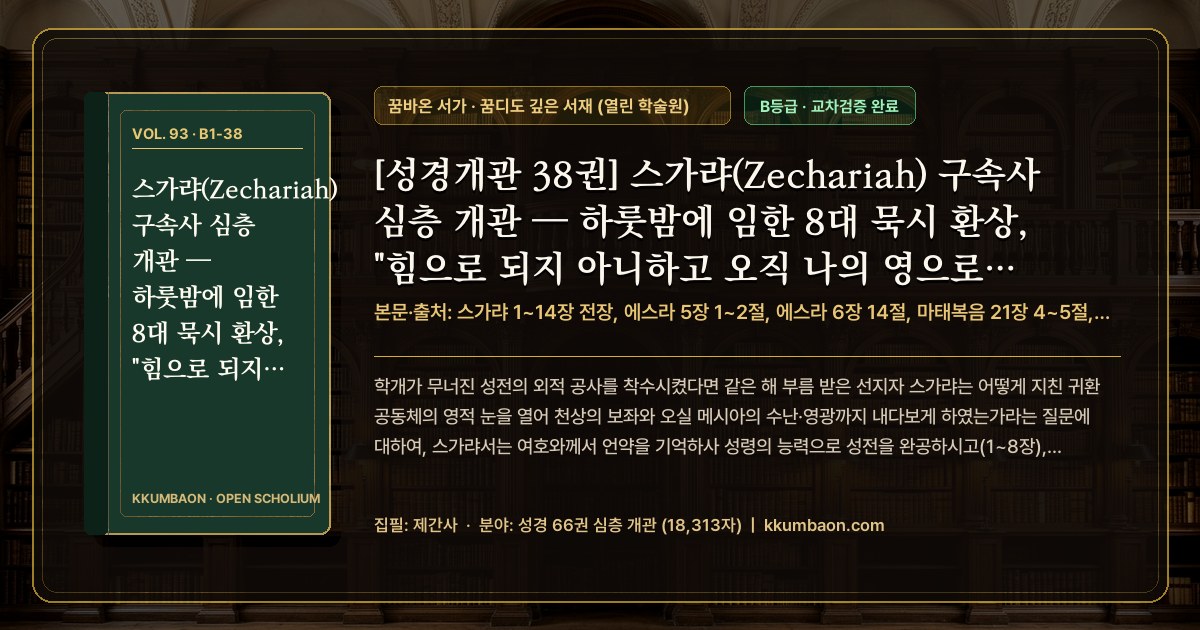 VOL. 93 · B1-38
스가랴(Zechariah)
구속사 심층
개관 —
하룻밤에 임한
8대 묵시 환상,
"힘으로 되지…
KKUMBAON · OPEN SCHOLIUM
꿈바온 서가 · 꿈디도 깊은 서재 (열린 학술원)
B등급 · 교차검증 완료
[성경개관 38권] 스가랴(Zechariah) 구속사
심층 개관 — 하룻밤에 임한 8대 묵시 환상,
"힘으로 되지 아니하고 오직 나의 영으로…
본문·출처: 스가랴 1~14장 전장, 에스라 5장 1~2절, 에스라 6장 14절, 마태복음 21장 4~5절,...
학개가 무너진 성전의 외적 공사를 착수시켰다면 같은 해 부름 받은 선지자 스가랴는 어떻게 지친 귀환
공동체의 영적 눈을 열어 천상의 보좌와 오실 메시아의 수난·영광까지 내다보게 하였는가라는 질문에
대하여, 스가랴서는 여호와께서 언약을 기억하사 성령의 능력으로 성전을 완공하시고(1~8장),...
집필: 제간사 · 분야: 성경 66권 심층 개관 (18,313자) | kkumbaon.com